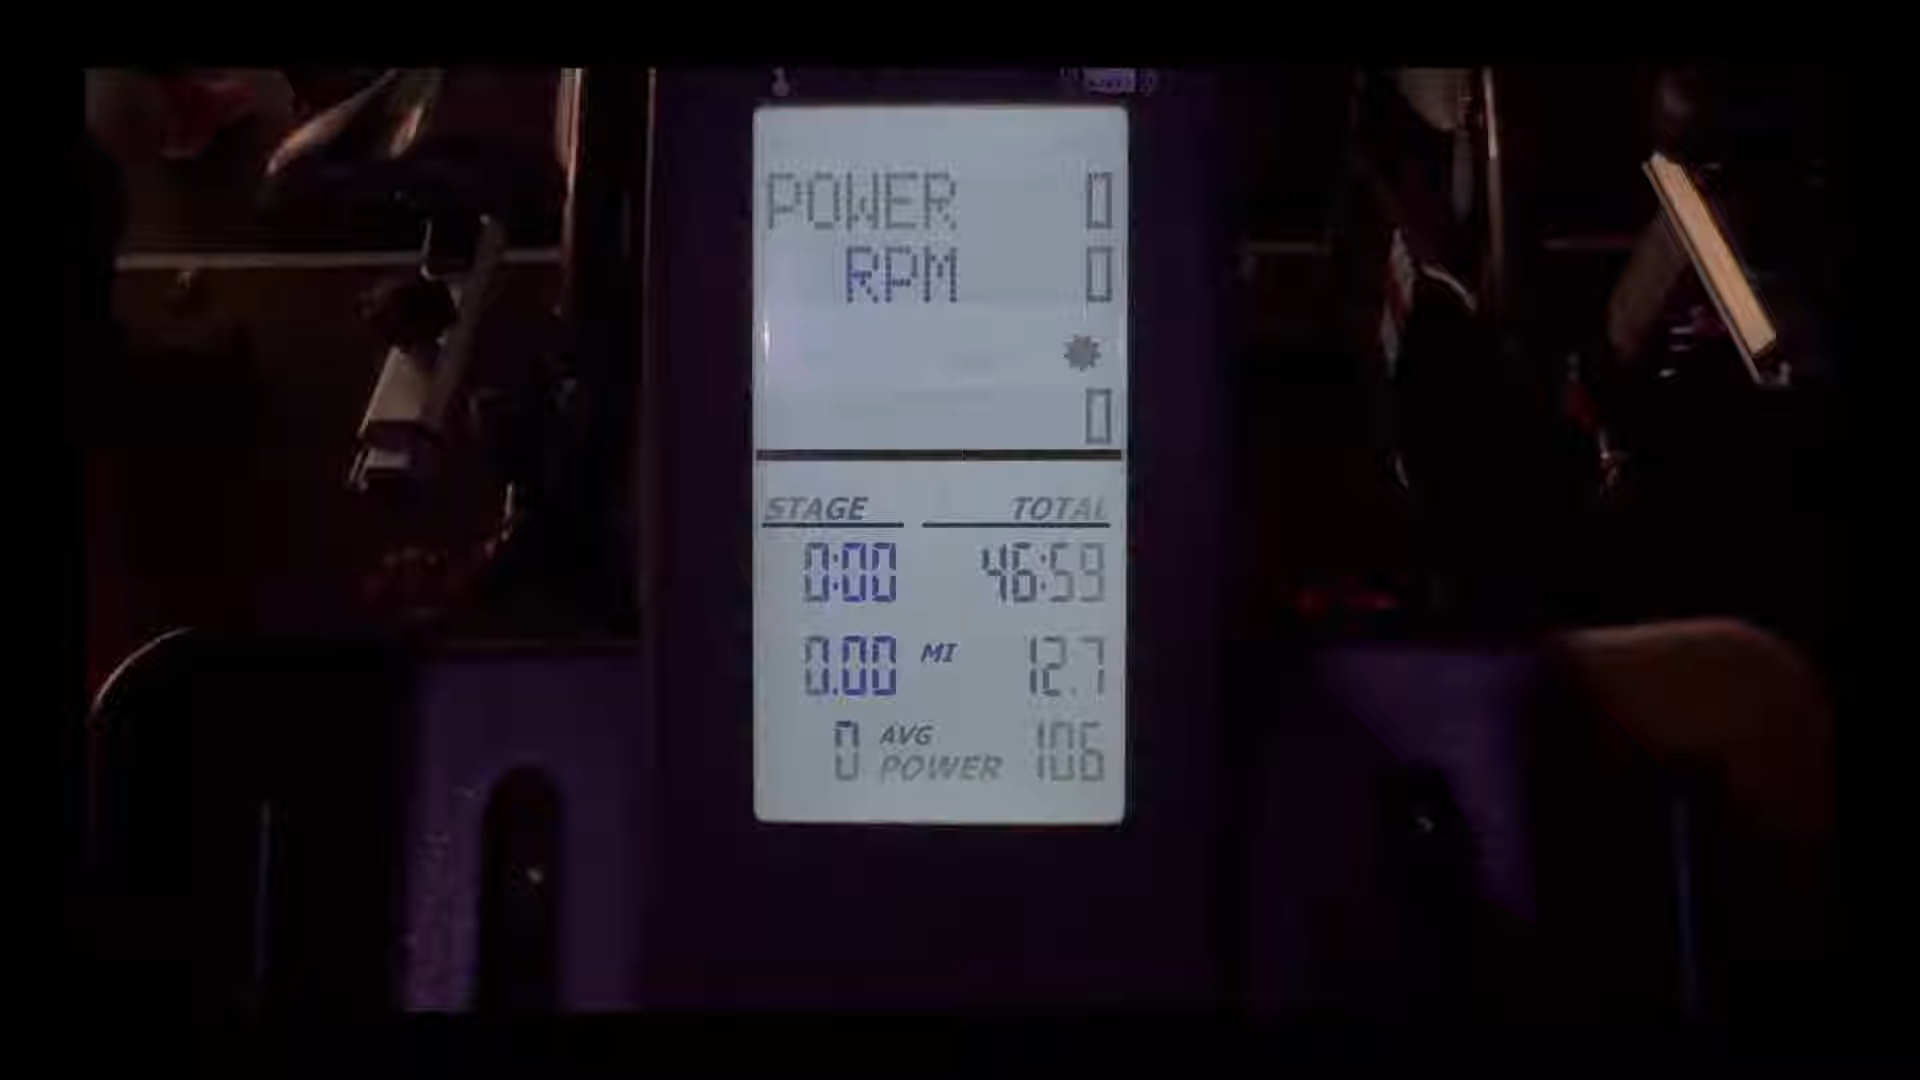 POWER 0
RPM 0
0
STAGE TOTAL
0:00 46:59
0.00 MI 12.7
0 AVG POWER 106